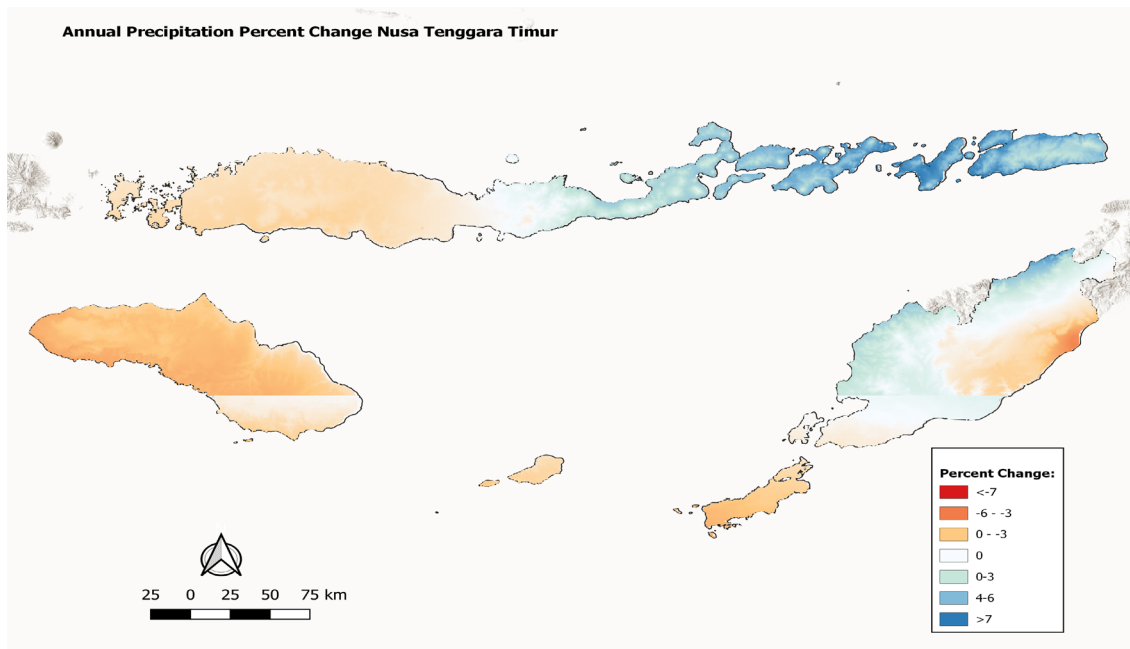 Annual Precipitation Percent Change Nusa Tenggara Timur
Percent Change:
<-7
-6 - -3
0 - -3
0
0-3
4-6
>7
25 0 25 50 75 km